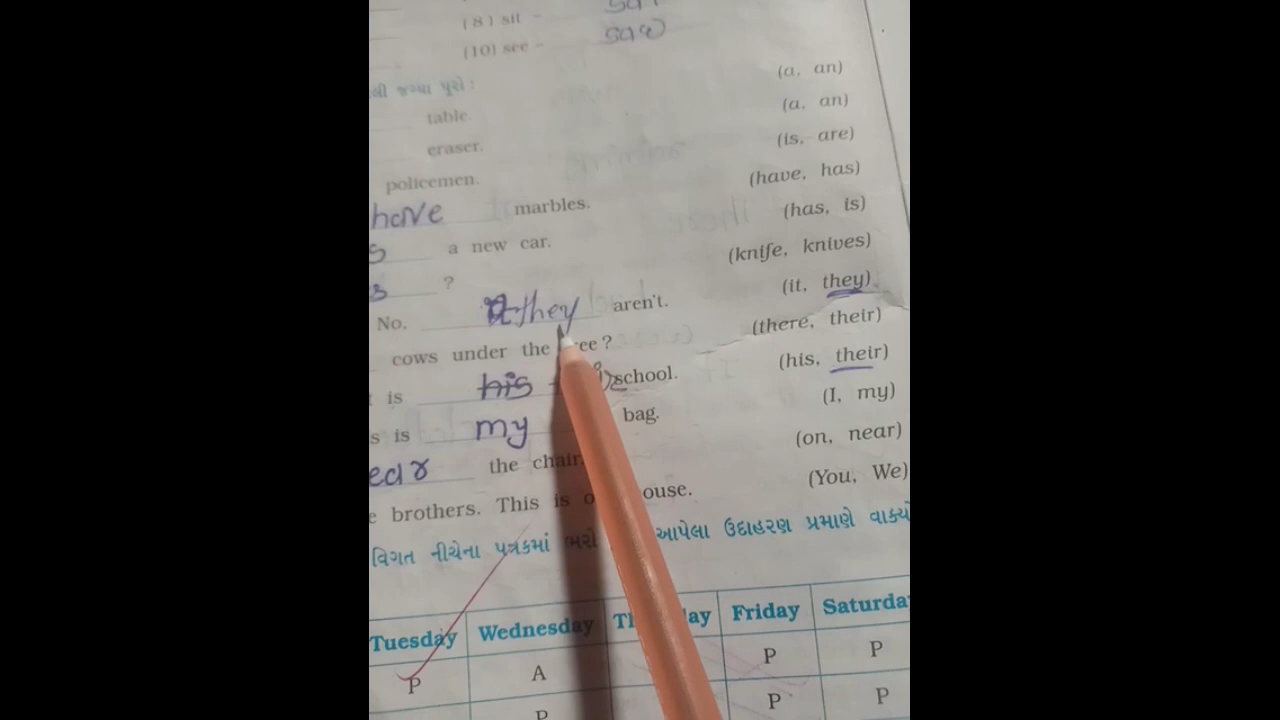 (8) sit -
(10) see - 
જગ્યા પૂરો :
table. (a, an)
eraser. (a, an)
policemen. (is, are)
have marbles. (have, has)
s a new car. (has, is)
s ? (knife, knives)
No, they aren't. (it, they)
cows under the ree? (there, their)
is his school. (his, their)
s is my bag. (I, my)
ear the chair. (on, near)
e brothers. This is o ouse. (You, We)
વિગત નીચેના પત્રકમાં ભરો આપેલા ઉદાહરણ પ્રમાણે વાક્યો
Tuesday Wednesday Th ay Friday Saturda
P A P P
P P P